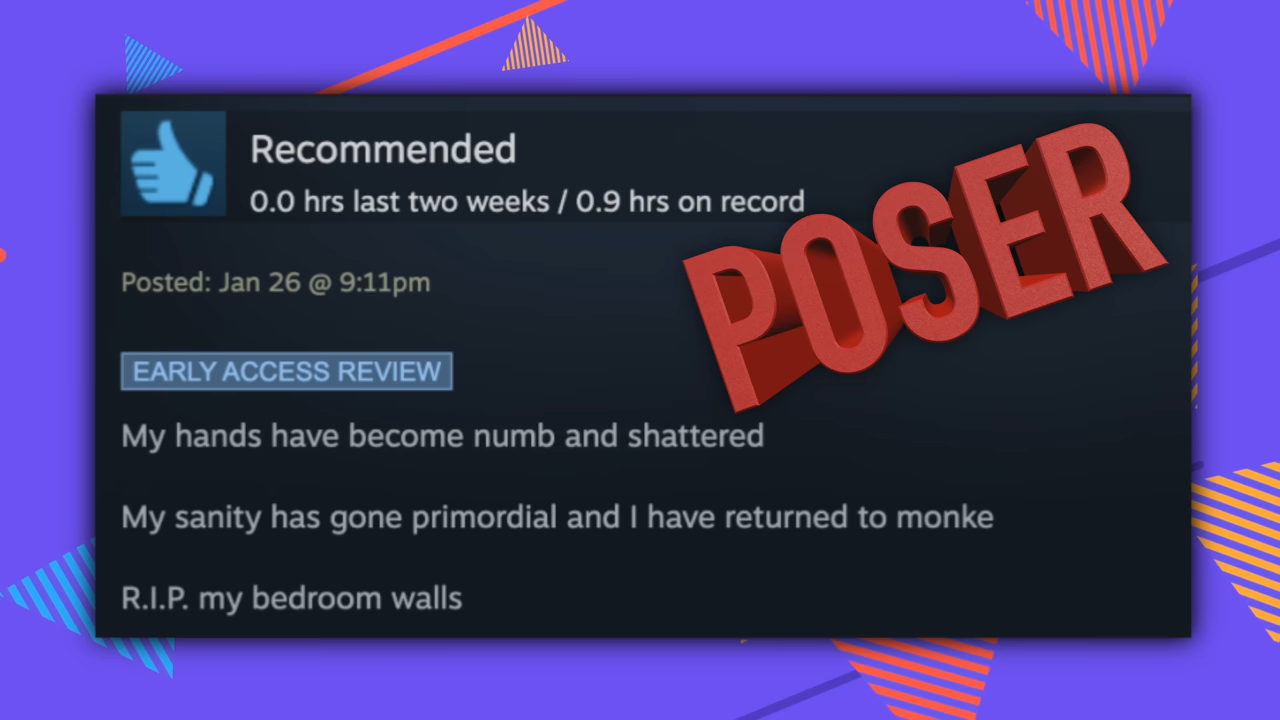 Recommended
0.0 hrs last two weeks / 0.9 hrs on record
POSER
Posted: Jan 26 @ 9:11pm
EARLY ACCESS REVIEW
My hands have become numb and shattered
My sanity has gone primordial and I have returned to monke
R.I.P. my bedroom walls